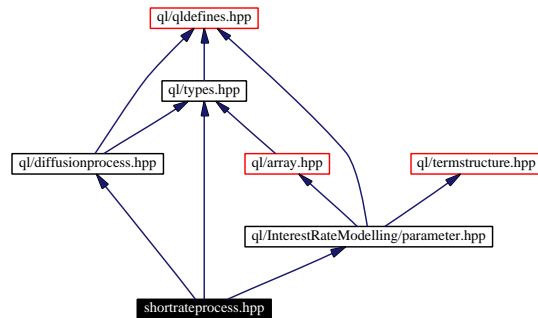 ql/qldefines.hpp
ql/types.hpp
ql/diffusionprocess.hpp
ql/array.hpp
ql/termstructure.hpp
ql/InterestRateModelling/parameter.hpp
shortrateprocess.hpp